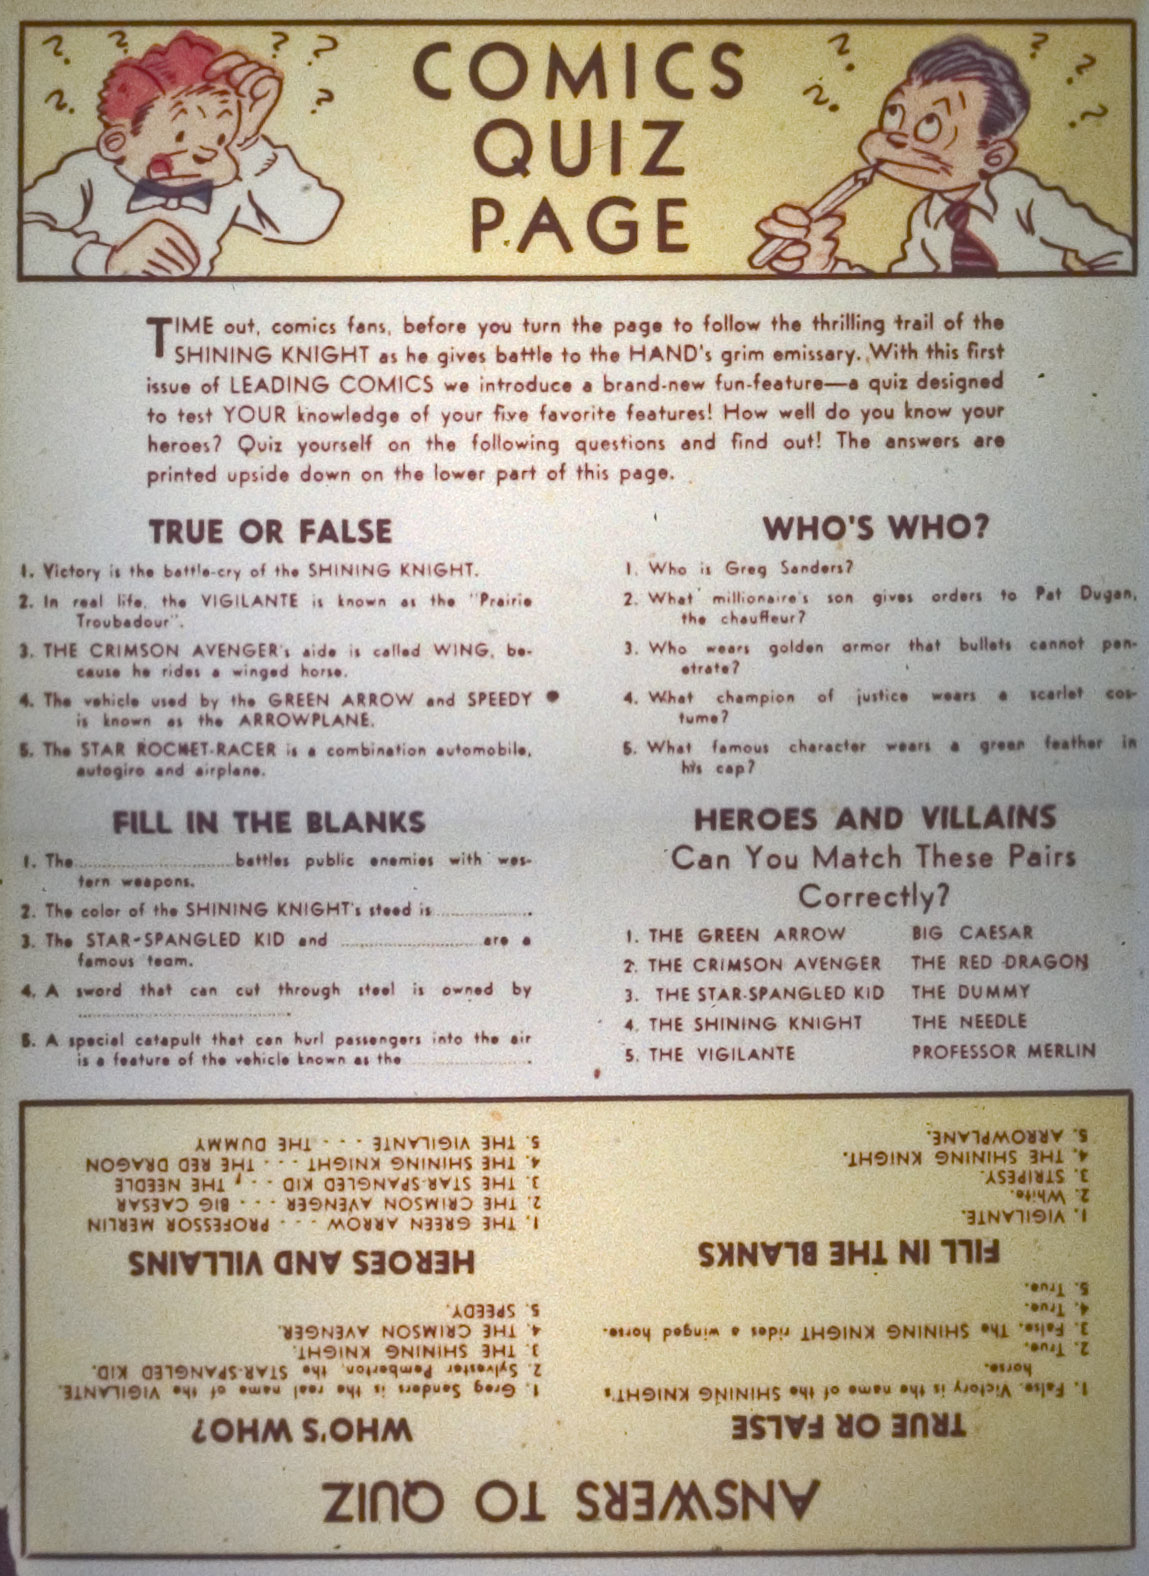 COMICS
QUIZ
PAGE
TIME out, comics fans, before you turn the page to follow the thrilling trail of the
SHINING KNIGHT as he gives battle to the HAND's grim emissary. With this first
issue of LEADING COMICS we introduce a brand-new fun-feature—a quiz designed
to test YOUR knowledge of your five favorite features! How well do you know your
heroes? Quiz yourself on the following questions and find out! The answers are
printed upside down on the lower part of this page.
TRUE OR FALSE
1. Victory is the battle-cry of the SHINING KNIGHT.
2. In real life, the VIGILANTE is known as the "Prairie
Troubadour".
3. THE CRIMSON AVENGER's aide is called WING, be-
cause he rides a winged horse.
4. The vehicle used by the GREEN ARROW and SPEEDY
is known as the ARROWPLANE.
5. The STAR ROCKET-RACER is a combination automobile,
autogiro and airplane.
WHO'S WHO?
1. Who is Greg Sanders?
2. What millionaire's son gives orders to Pat Dugan,
the chauffeur?
3. Who wears golden armor that bullets cannot pen-
etrate?
4. What champion of justice wears a scarlet cos-
tume?
5. What famous character wears a green feather in
his cap?
FILL IN THE BLANKS
1. The..............................battles public enemies with wes-
tern weapons.
2. The color of the SHINING KNIGHT's steed is ...................
3. The STAR-SPANGLED KID and ........................... are a
famous team.
4. A sword that can cut through steel is owned by
..........................................
5. A special catapult that can hurl passengers into the air
is a feature of the vehicle known as the ........................
HEROES AND VILLAINS
Can You Match These Pairs
Correctly?
1. THE GREEN ARROW BIG CAESAR
2. THE CRIMSON AVENGER THE RED DRAGON
3. THE STAR-SPANGLED KID THE DUMMY
4. THE SHINING KNIGHT THE NEEDLE
5. THE VIGILANTE PROFESSOR MERLIN
ANSWERS TO QUIZ
TRUE OR FALSE
1. False. Victory is the name of the SHINING KNIGHT's
horse.
2. True.
3. False. The SHINING KNIGHT rides a winged horse.
4. True.
5. True.
FILL IN THE BLANKS
1. VIGILANTE.
2. White.
3. STRIPESY.
4. THE SHINING KNIGHT.
5. ARROWPLANE.
WHO'S WHO?
1. Greg Sanders is the real name of the VIGILANTE.
2. Sylvester Pemberton, the STAR-SPANGLED KID.
3. THE SHINING KNIGHT.
4. THE CRIMSON AVENGER.
5. SPEEDY.
HEROES AND VILLAINS
1. THE GREEN ARROW - - - PROFESSOR MERLIN
2. THE CRIMSON AVENGER - - - BIG CAESAR
3. THE STAR-SPANGLED KID - - - THE NEEDLE
4. THE SHINING KNIGHT - - - THE RED DRAGON
5. THE VIGILANTE - - - THE DUMMY